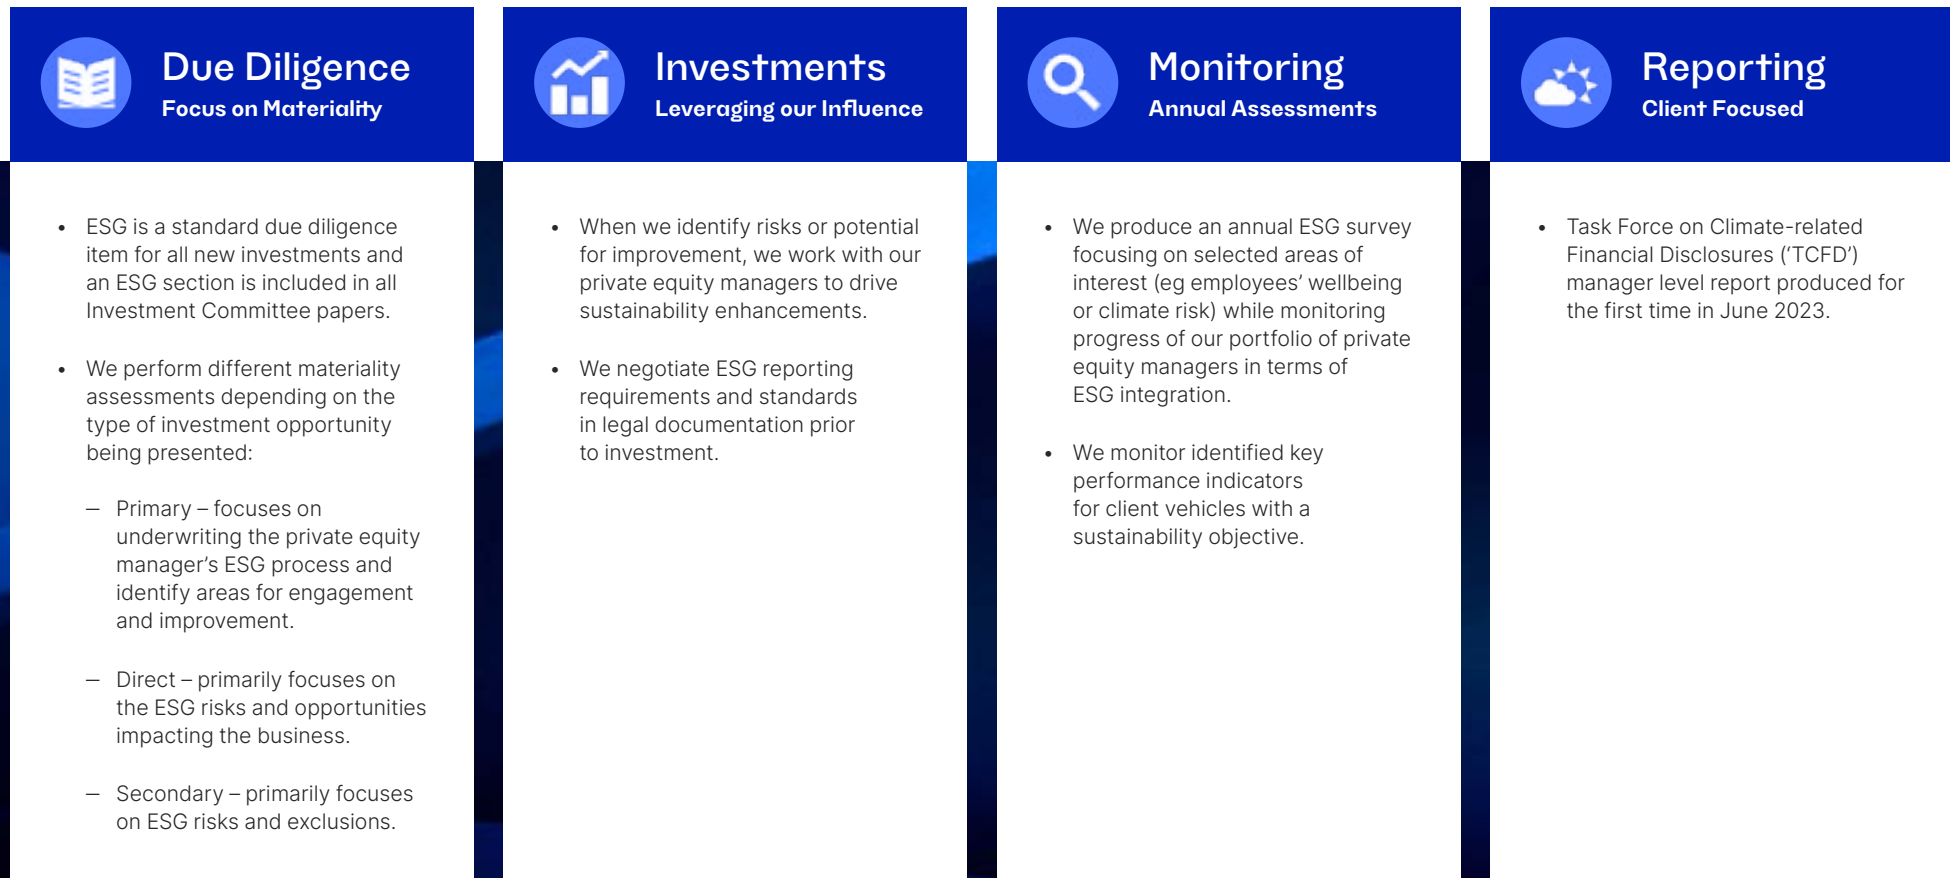 Due Diligence
Focus on Materiality
• ESG is a standard due diligence
item for all new investments and
an ESG section is included in all
Investment Committee papers.
• We perform different materiality
assessments depending on the
type of investment opportunity
being presented:
– Primary – focuses on
underwriting the private equity
manager’s ESG process and
identify areas for engagement
and improvement.
– Direct – primarily focuses on
the ESG risks and opportunities
impacting the business.
– Secondary – primarily focuses
on ESG risks and exclusions.
Investments
Leveraging our Influence
• When we identify risks or potential
for improvement, we work with our
private equity managers to drive
sustainability enhancements.
• We negotiate ESG reporting
requirements and standards
in legal documentation prior
to investment.
Monitoring
Annual Assessments
• We produce an annual ESG survey
focusing on selected areas of
interest (eg employees’ wellbeing
or climate risk) while monitoring
progress of our portfolio of private
equity managers in terms of
ESG integration.
• We monitor identified key
performance indicators
for client vehicles with a
sustainability objective.
Reporting
Client Focused
• Task Force on Climate-related
Financial Disclosures (‘TCFD’)
manager level report produced for
the first time in June 2023.